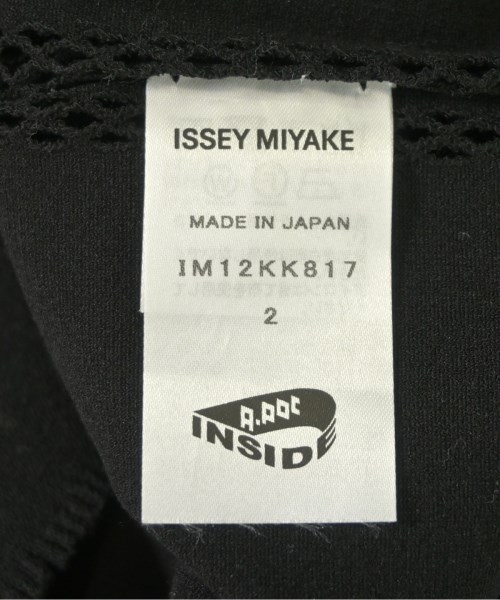 ISSEY MIYAKE
MADE IN JAPAN
IM12KK817
2
A-POC
INSIDE